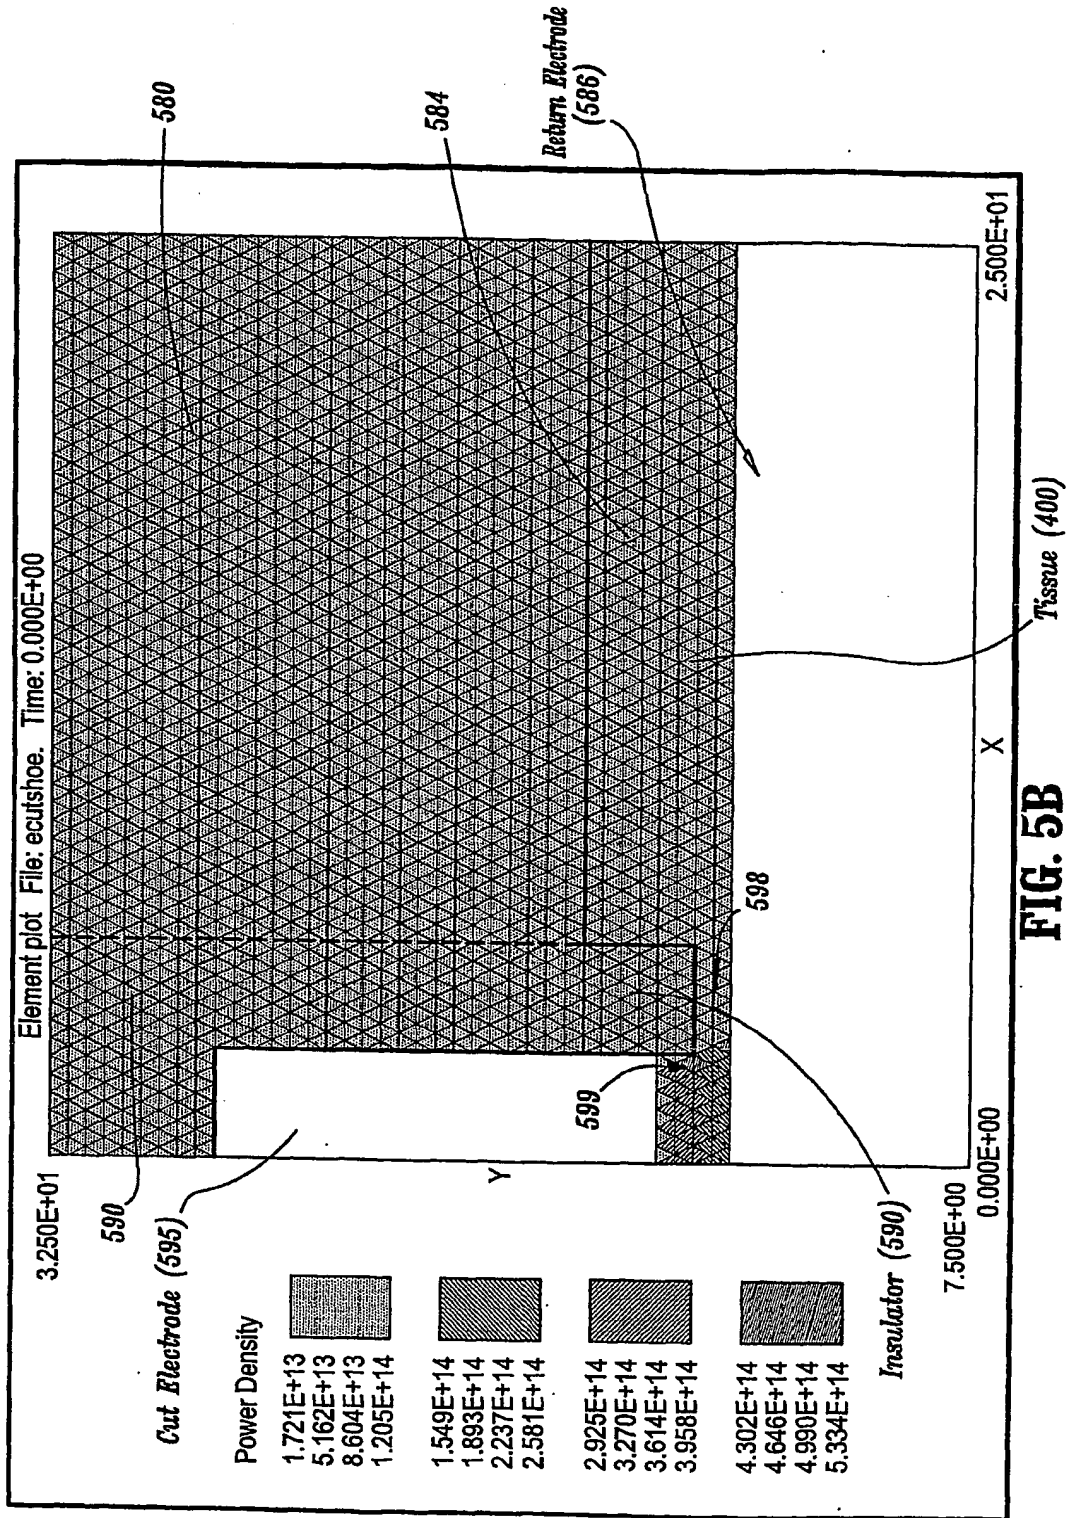 Element plot File: ecutshoe. Time: 0.000E+00
3.250E+01
590
580
Cut Electrode (595)
584
Return Electrode
(586)
Y
599
598
Power Density
1.721E+13
5.162E+13
8.604E+13
1.205E+14
1.549E+14
1.893E+14
2.237E+14
2.581E+14
2.925E+14
3.270E+14
3.614E+14
3.958E+14
4.302E+14
4.646E+14
4.990E+14
5.334E+14
Insulator (590)
7.500E+00
0.000E+00
X
2.500E+01
Tissue (400)
FIG. 5B